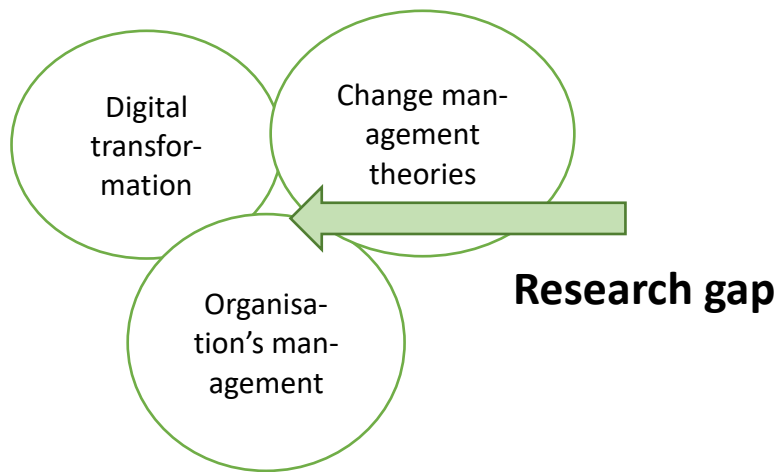 Digital
transfor-
mation
Change man-
agement
theories
Organisa-
tion’s man-
agement
Research gap